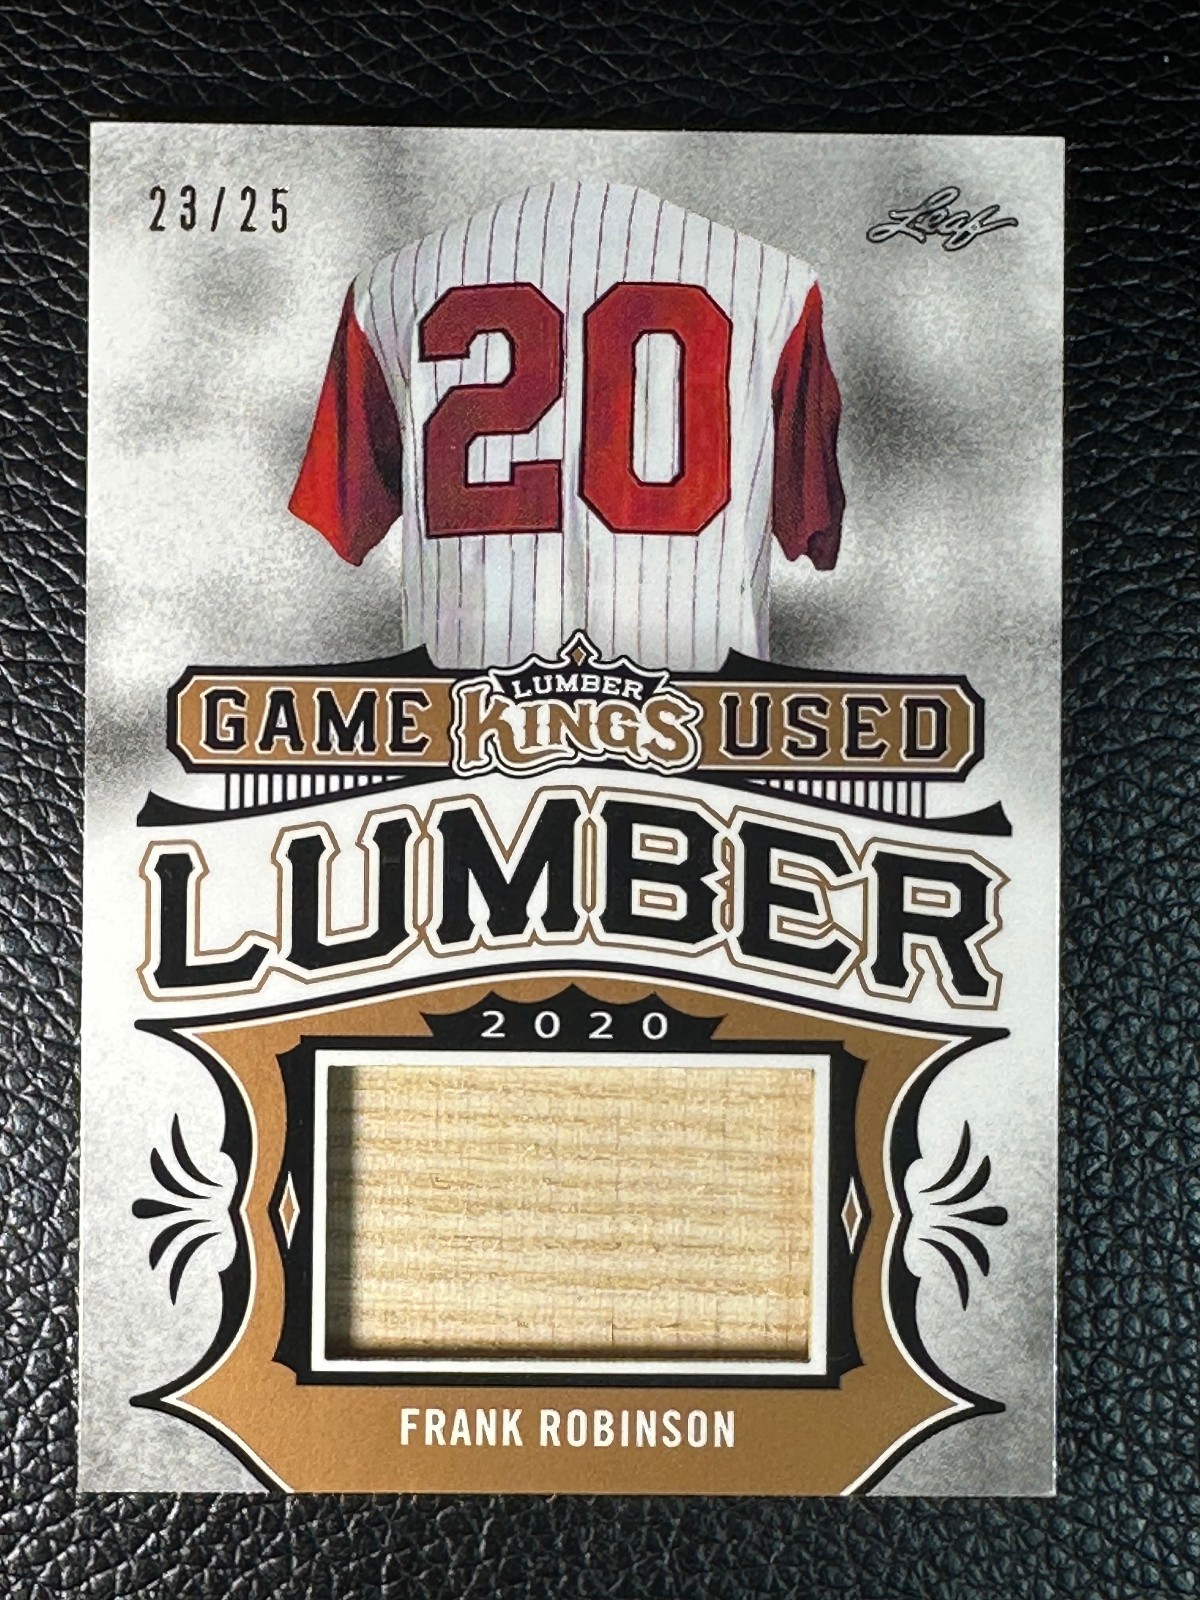 23/25
Leaf
20
GAME LUMBER KINGS USED
LUMBER
2020
FRANK ROBINSON